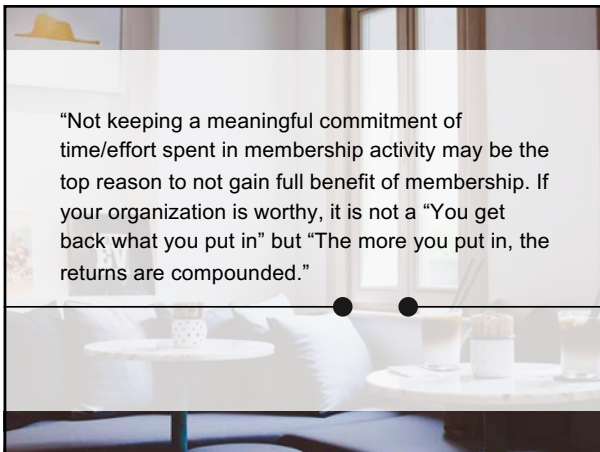 “Not keeping a meaningful commitment of
time/effort spent in membership activity may be the
top reason to not gain full benefit of membership. If
your organization is worthy, it is not a “You get
back what you put in” but “The more you put in, the
returns are compounded.”